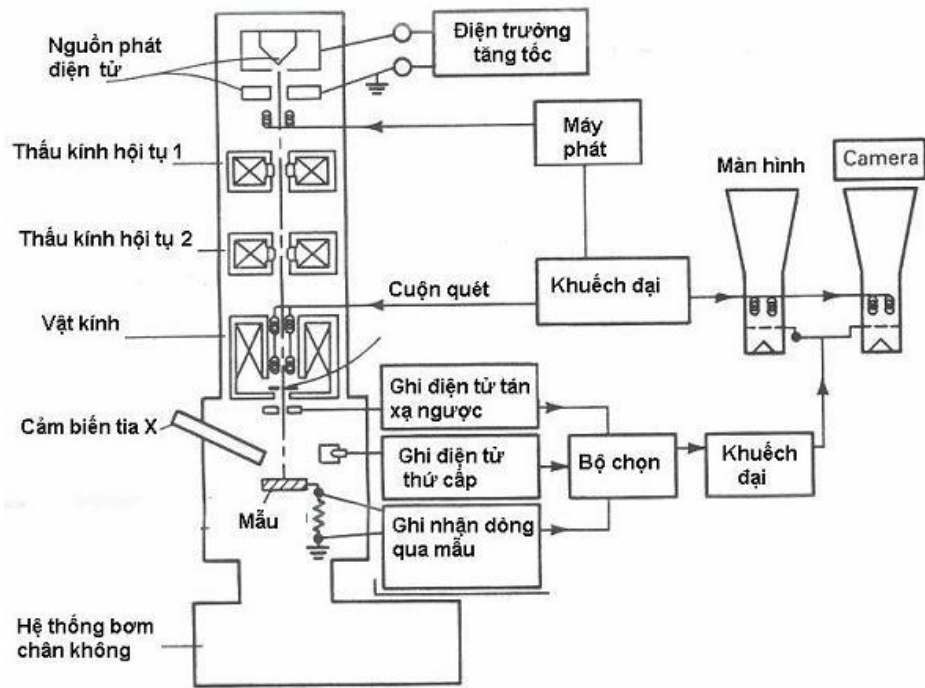 Nguồn phát
điện tử
Điện trường
tăng tốc
Máy
phát
Thấu kính hội tụ 1
Màn hình
Camera
Thấu kính hội tụ 2
Cuộn quét
Khuếch đại
Vật kính
Ghi điện tử tán
xạ ngược
Cảm biến tia X
Ghi điện tử
thứ cấp
Bộ chọn
Khuếch
đại
Mẫu
Ghi nhận dòng
qua mẫu
Hệ thống bơm
chân không